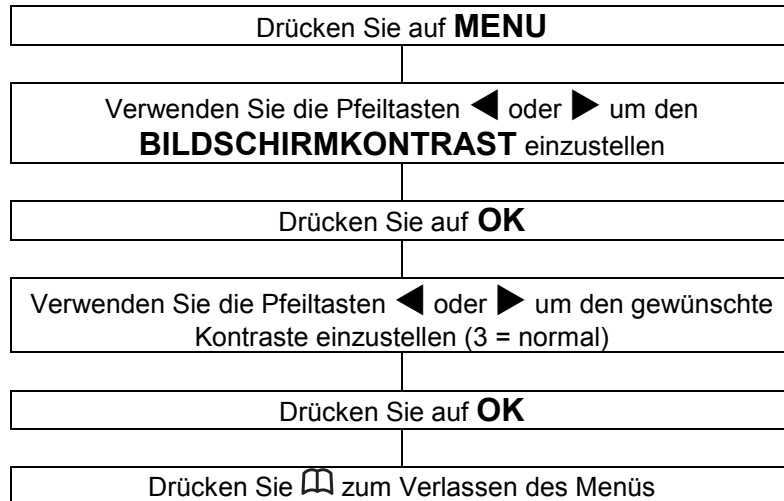 Drücken Sie auf MENU
Verwenden Sie die Pfeiltasten ◀ oder ▶ um den
BILDSCHIRMKONTRAST einzustellen
Drücken Sie auf OK
Verwenden Sie die Pfeiltasten ◀ oder ▶ um den gewünschte
Kontraste einzustellen (3 = normal)
Drücken Sie auf OK
Drücken Sie 🕮 zum Verlassen des Menüs